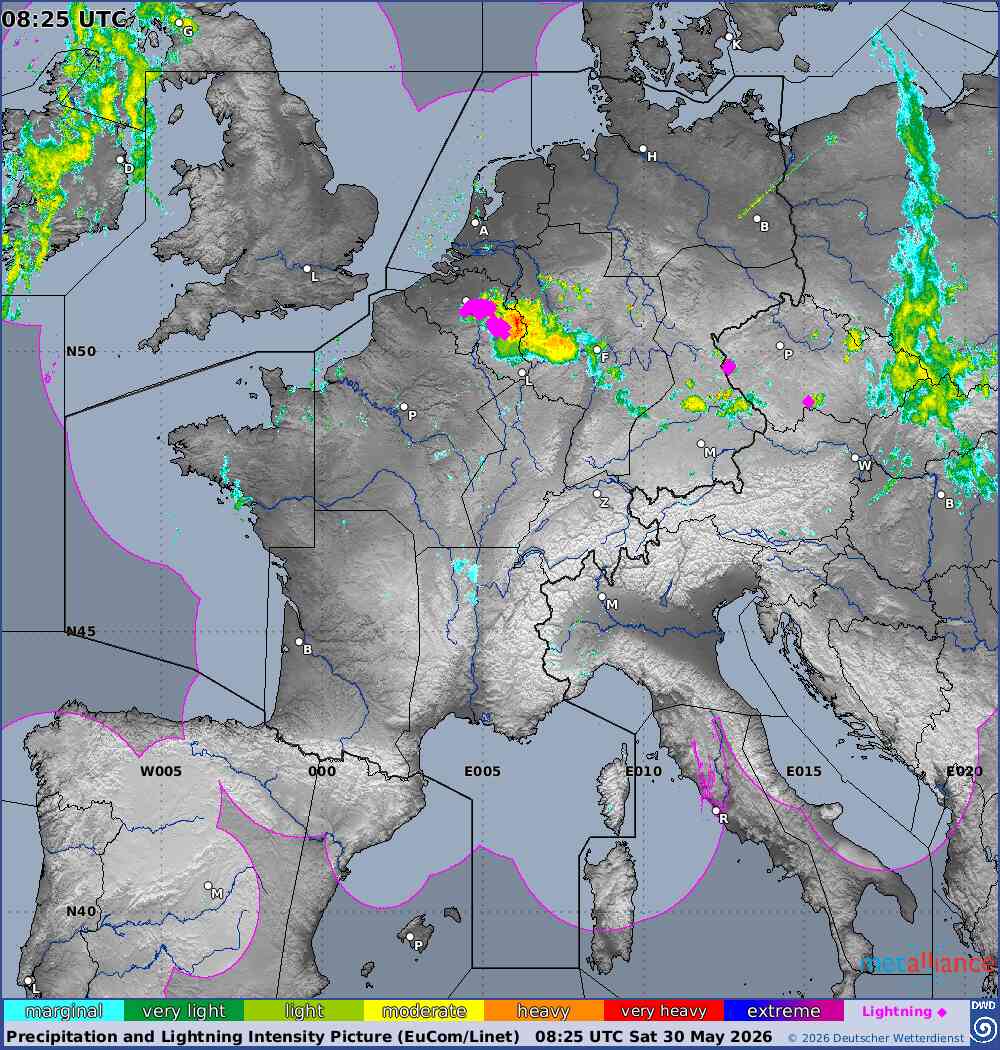 08:25 UTC
G
K
D
H
A
B
L
N50
F
P
L
P
M
W
Z
B
M
N45
B
W005
000
E005
E010
E015
E020
R
M
N40
P
L
metalliance
marginal very light light moderate heavy very heavy extreme Lightning ◆ DWD
Precipitation and Lightning Intensity Picture (EuCom/Linet) 08:25 UTC Sat 30 May 2026 © 2026 Deutscher Wetterdienst